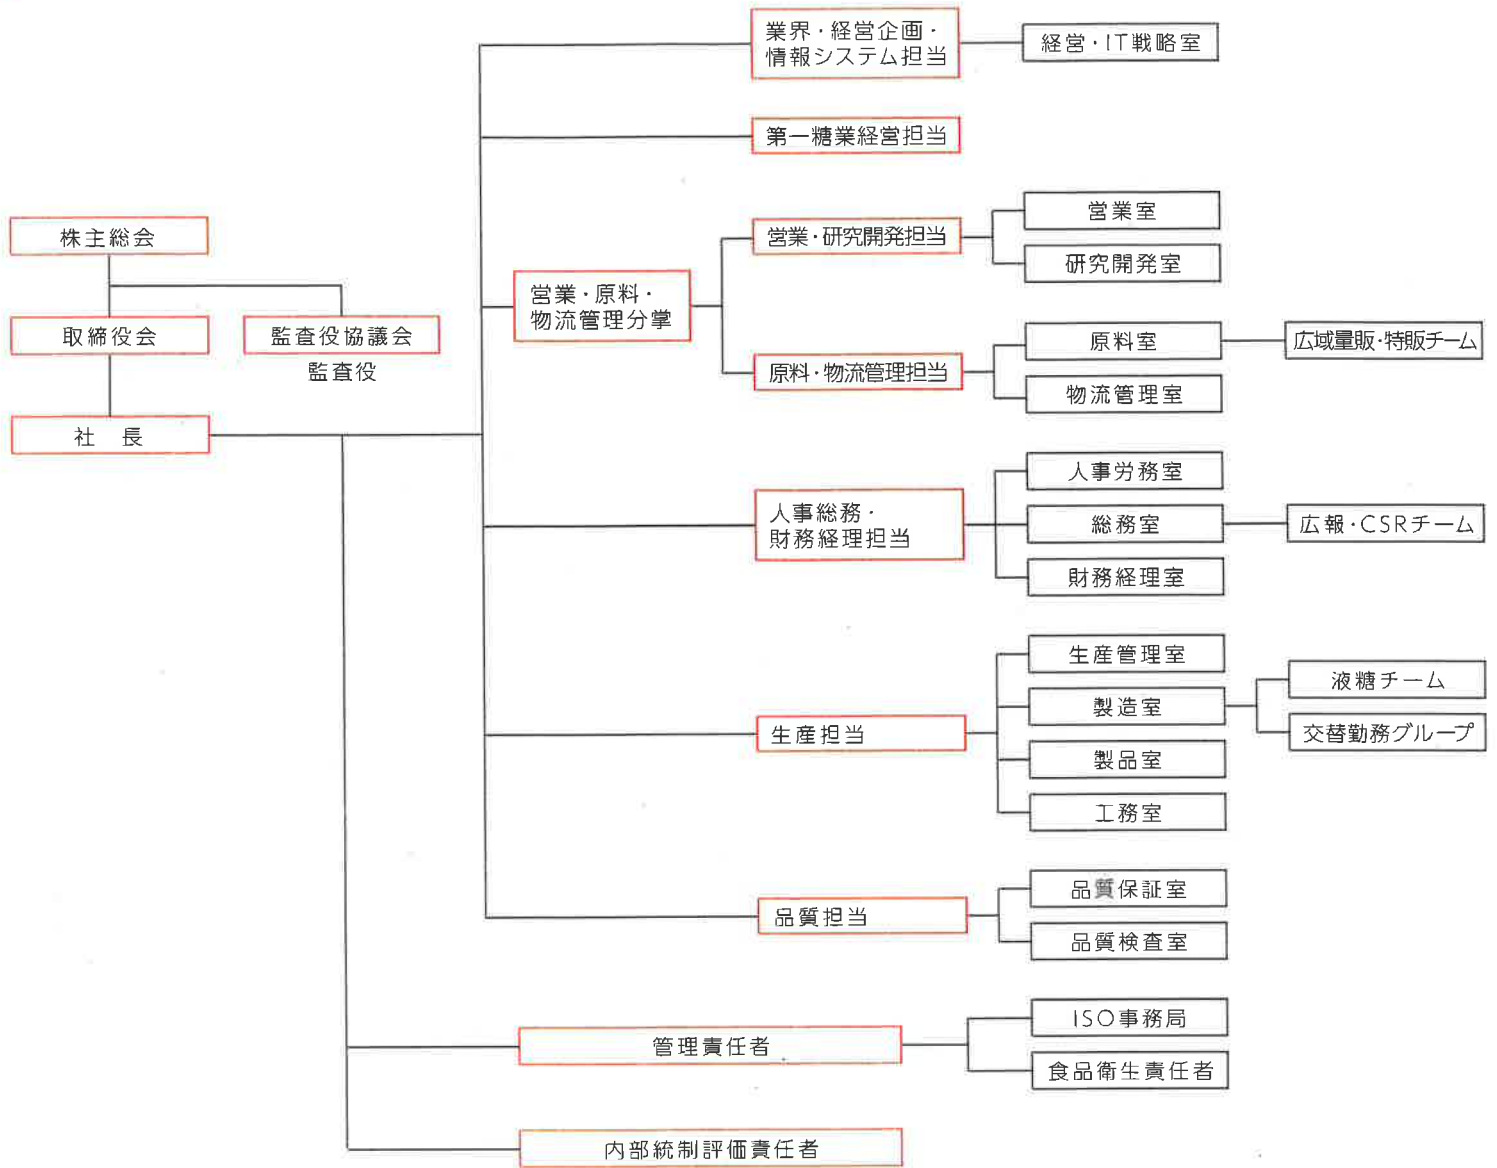 業界・経営企画・
情報システム担当
経営・IT戦略室
第一糖業経営担当
株主総会
取締役会
監査役協議会
監査役
社　長
営業・原料・
物流管理分掌
営業・研究開発担当
営業室
研究開発室
原料・物流管理担当
原料室
広域量販・特販チーム
物流管理室
人事総務・
財務経理担当
人事労務室
総務室
広報・CSRチーム
財務経理室
生産担当
生産管理室
製造室
液糖チーム
交替勤務グループ
製品室
工務室
品質担当
品質保証室
品質検査室
管理責任者
ISO事務局
食品衛生責任者
内部統制評価責任者